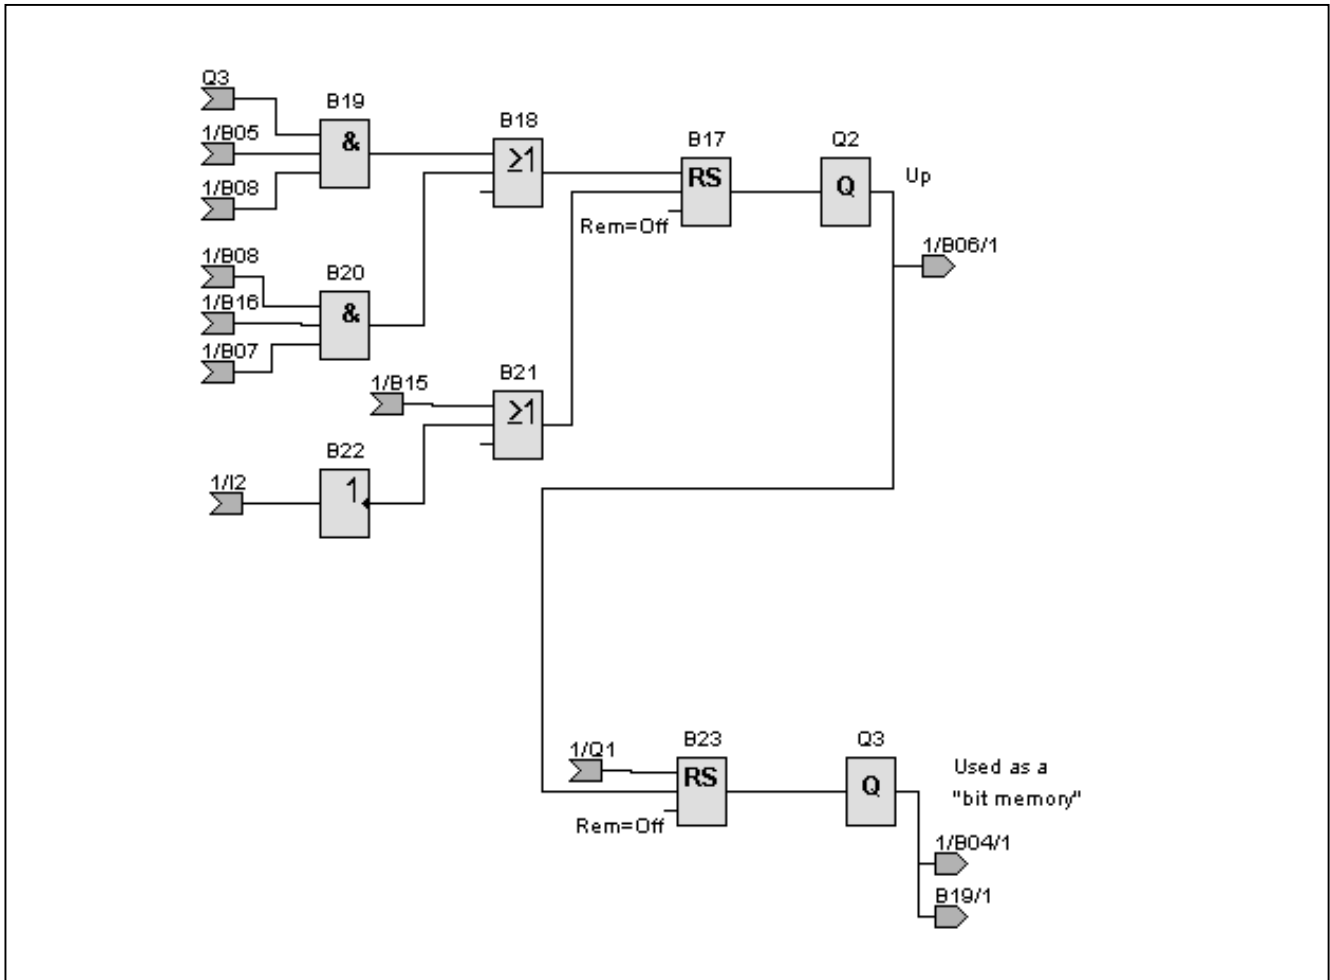 Q3
B19
&
1/B05
1/B08
B18
≥1
B17
RS
Rem=Off
Q2
Q
Up
1/B06/1
1/B08
B20
&
1/B16
1/B07
1/B15
B21
≥1
B22
1
1/I2
1/Q1
B23
RS
Rem=Off
Q3
Q
Used as a
"bit memory"
1/B04/1
B19/1